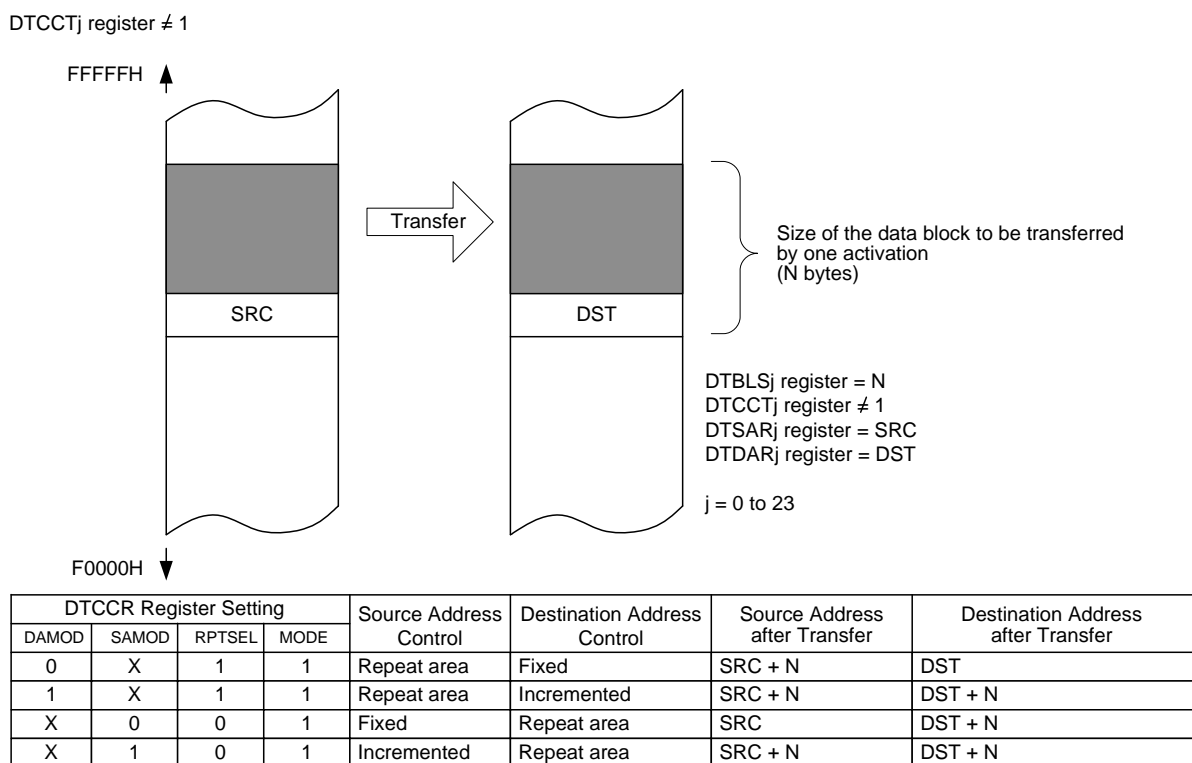 DTCCTj register ≠ 1
FFFFFH
Transfer
SRC
DST
Size of the data block to be transferred
by one activation
(N bytes)
DTBLSj register = N
DTCCTj register ≠ 1
DTSARj register = SRC
DTDARj register = DST
j = 0 to 23
F0000H
DTCCR Register Setting | Source Address Control | Destination Address Control | Source Address after Transfer | Destination Address after Transfer
DAMOD | SAMOD | RPTSEL | MODE
0 | X | 1 | 1 | Repeat area | Fixed | SRC + N | DST
1 | X | 1 | 1 | Repeat area | Incremented | SRC + N | DST + N
X | 0 | 0 | 1 | Fixed | Repeat area | SRC | DST + N
X | 1 | 0 | 1 | Incremented | Repeat area | SRC + N | DST + N